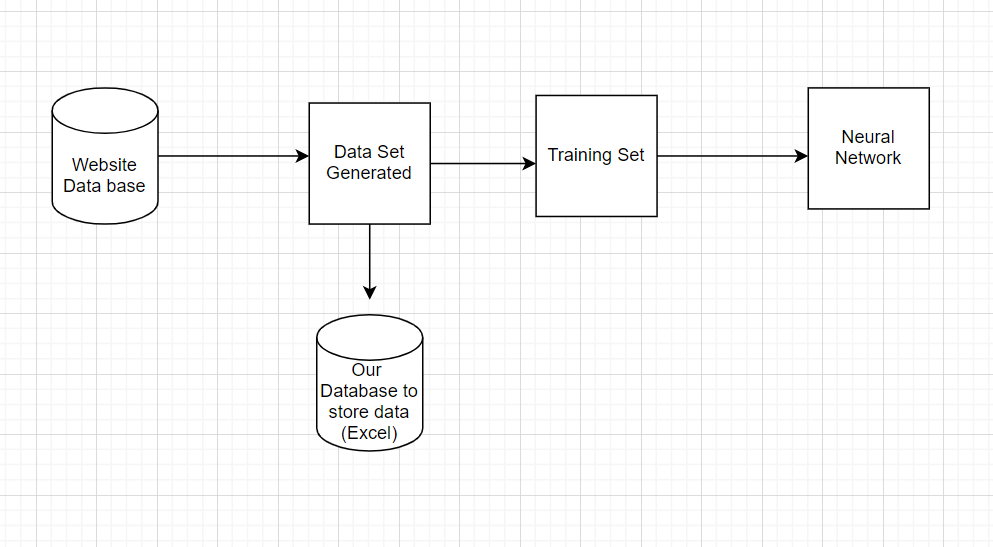 Website
Data base
Data Set
Generated
Training Set
Neural
Network
Our
Database to
store data
(Excel)